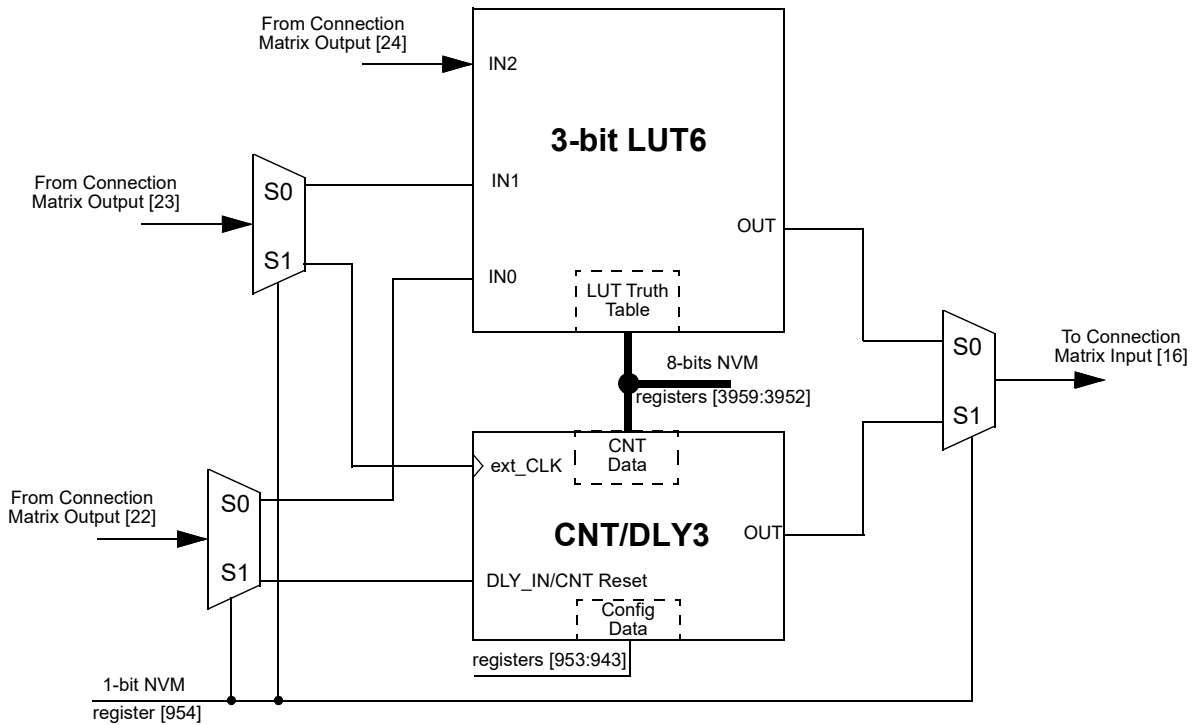 From Connection
Matrix Output [24]
IN2
3-bit LUT6
From Connection
Matrix Output [23]
S0
S1
IN1
IN0
OUT
LUT Truth
Table
8-bits NVM
registers [3959:3952]
S0
S1
To Connection
Matrix Input [16]
CNT
Data
ext_CLK
From Connection
Matrix Output [22]
S0
S1
CNT/DLY3
OUT
DLY_IN/CNT Reset
Config
Data
registers [953:943]
1-bit NVM
register [954]